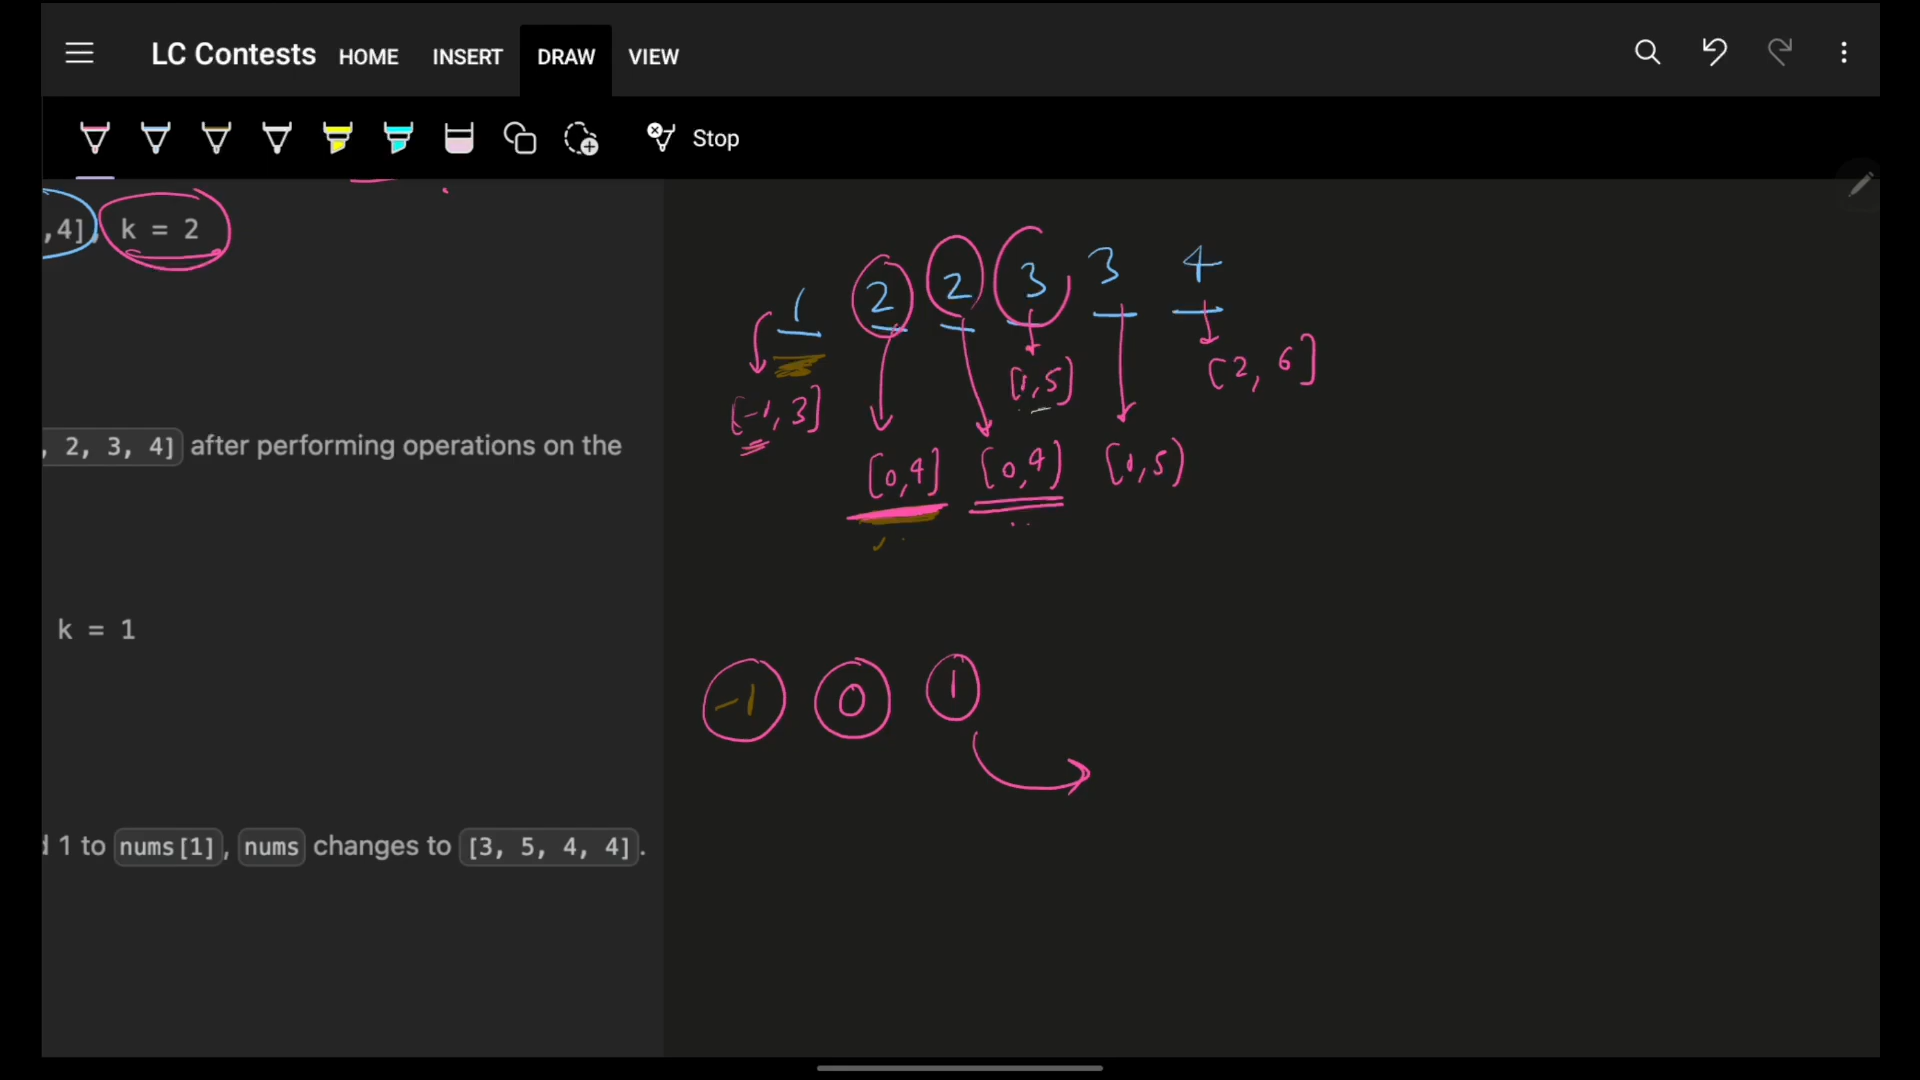 LC Contests HOME INSERT DRAW VIEW
Stop
,4], k = 2
1 2 2 3 3 4
[-1, 3] [1,5] [2, 6]
[0,4] [0,4] [1,5]
, 2, 3, 4] after performing operations on the
k = 1
-1 0 1
1 to nums[1], nums changes to [3, 5, 4, 4].